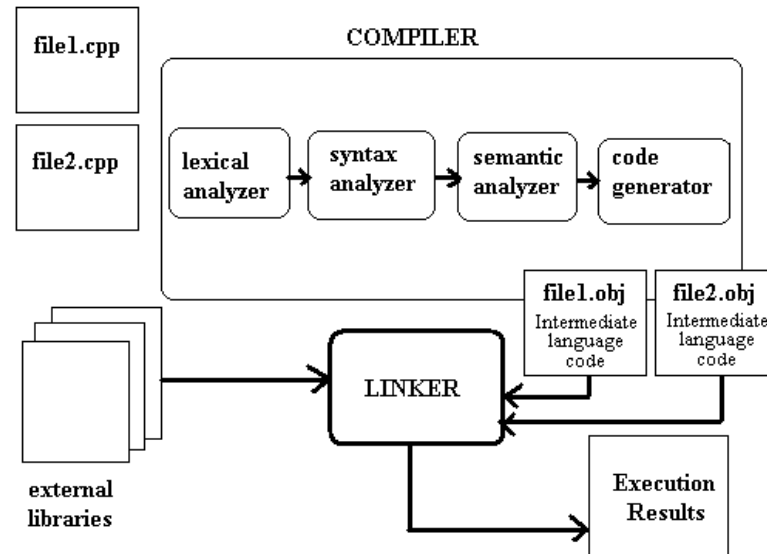 file1.cpp
COMPILER
file2.cpp
lexical
analyzer
syntax
analyzer
semantic
analyzer
code
generator
file1.obj
Intermediate
language
code
file2.obj
Intermediate
language
code
LINKER
external
libraries
Execution
Results